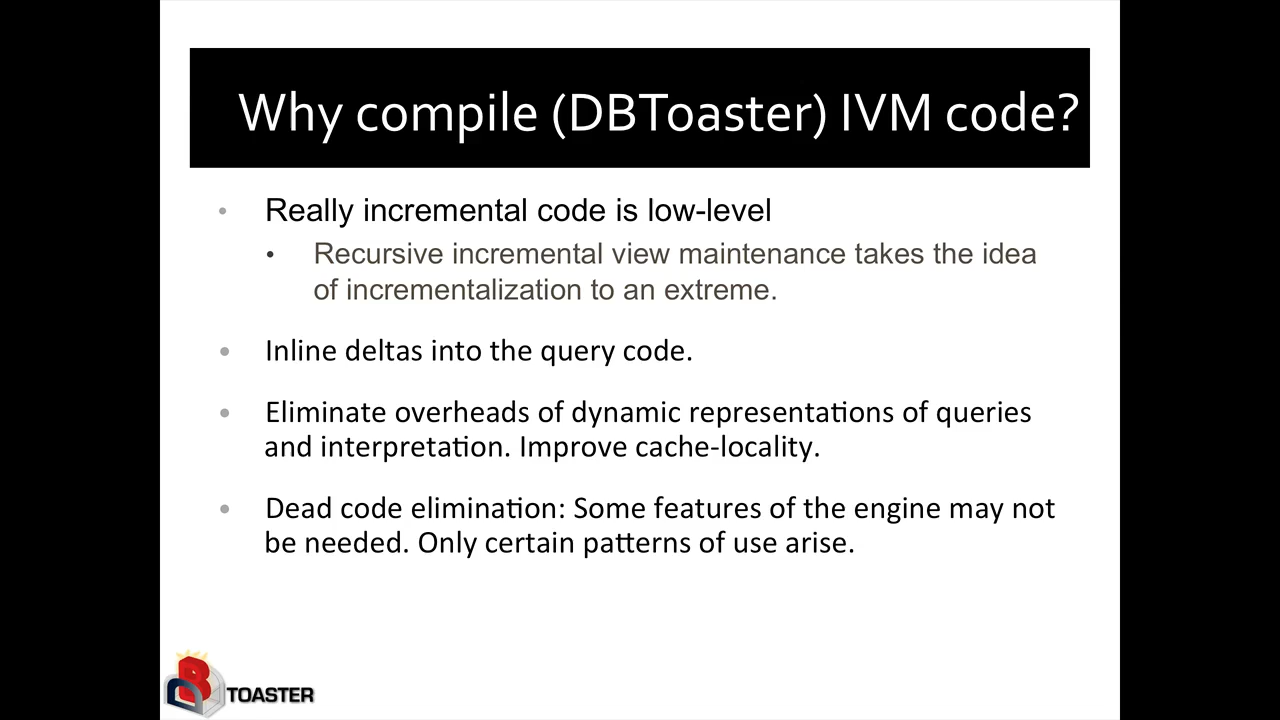 Why compile (DBToaster) IVM code?
• Really incremental code is low-level
• Recursive incremental view maintenance takes the idea
of incrementalization to an extreme.
• Inline deltas into the query code.
• Eliminate overheads of dynamic representations of queries
and interpretation. Improve cache-locality.
• Dead code elimination: Some features of the engine may not
be needed. Only certain patterns of use arise.
DB TOASTER